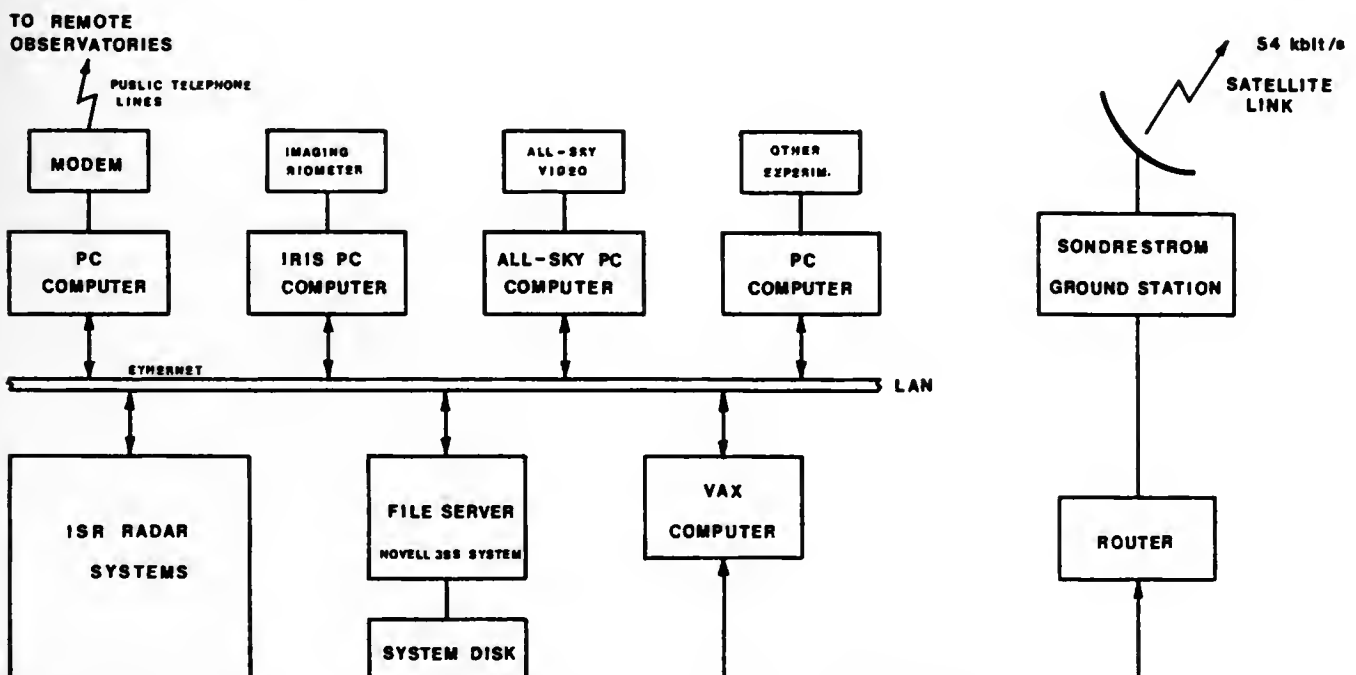 TO REMOTE
OBSERVATORIES
PUBLIC TELEPHONE
LINES
54 kbit/s
SATELLITE
LINK
MODEM
IMAGING
RIOMETER
ALL-SKY
VIDEO
OTHER
EXPERIM.
PC
COMPUTER
IRIS PC
COMPUTER
ALL-SKY PC
COMPUTER
PC
COMPUTER
SONDRESTROM
GROUND STATION
ETHERNET
LAN
ISR RADAR
SYSTEMS
FILE SERVER
NOVELL 3SS SYSTEM
VAX
COMPUTER
ROUTER
SYSTEM DISK